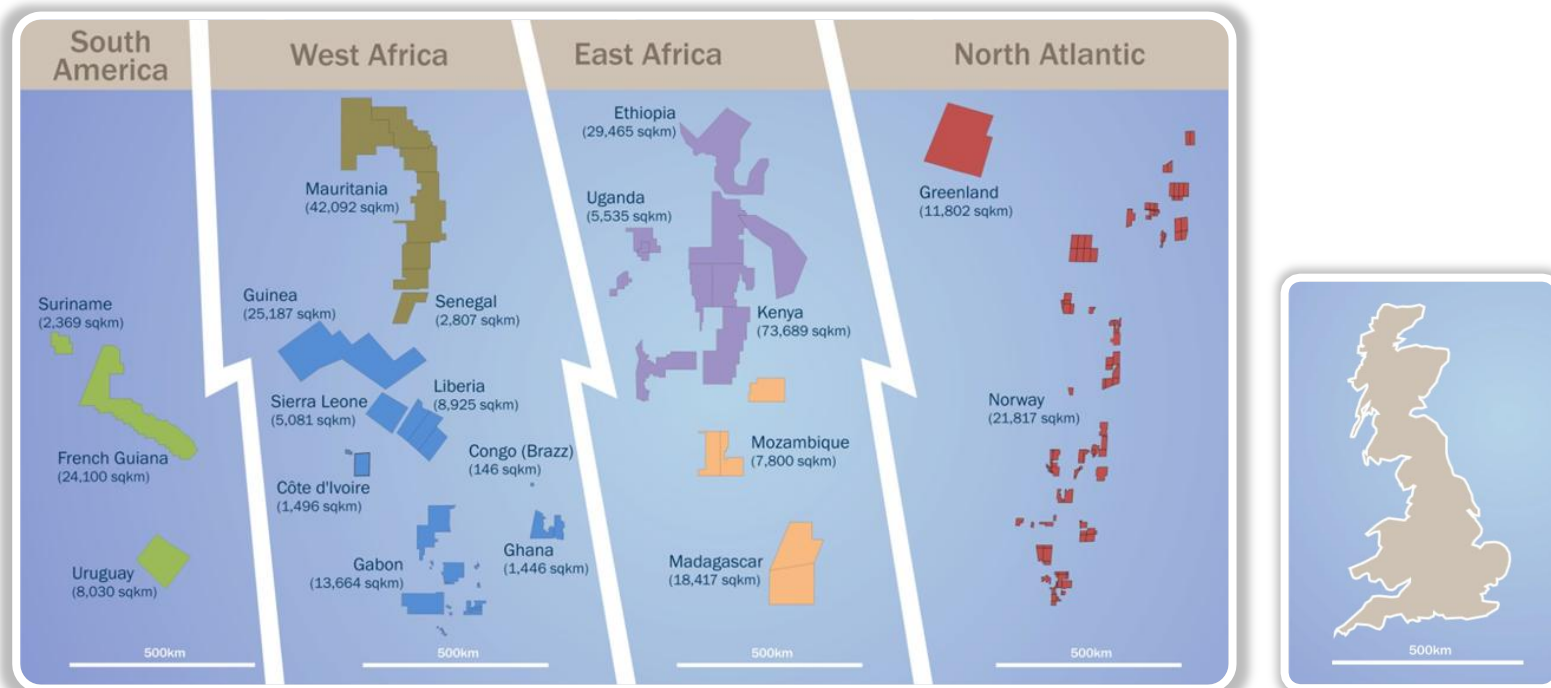 South
America
West Africa
East Africa
North Atlantic
Suriname
(2,369 sqkm)
French Guiana
(24,100 sqkm)
Uruguay
(8,030 sqkm)
500km
Mauritania
(42,092 sqkm)
Senegal
(2,807 sqkm)
Guinea
(25,187 sqkm)
Sierra Leone
(5,081 sqkm)
Liberia
(8,925 sqkm)
Côte d'Ivoire
(1,496 sqkm)
Congo (Brazz)
(146 sqkm)
Ghana
(1,446 sqkm)
Gabon
(13,664 sqkm)
500km
Ethiopia
(29,465 sqkm)
Uganda
(5,535 sqkm)
Kenya
(73,689 sqkm)
Mozambique
(7,800 sqkm)
Madagascar
(18,417 sqkm)
500km
Greenland
(11,802 sqkm)
Norway
(21,817 sqkm)
500km
500km